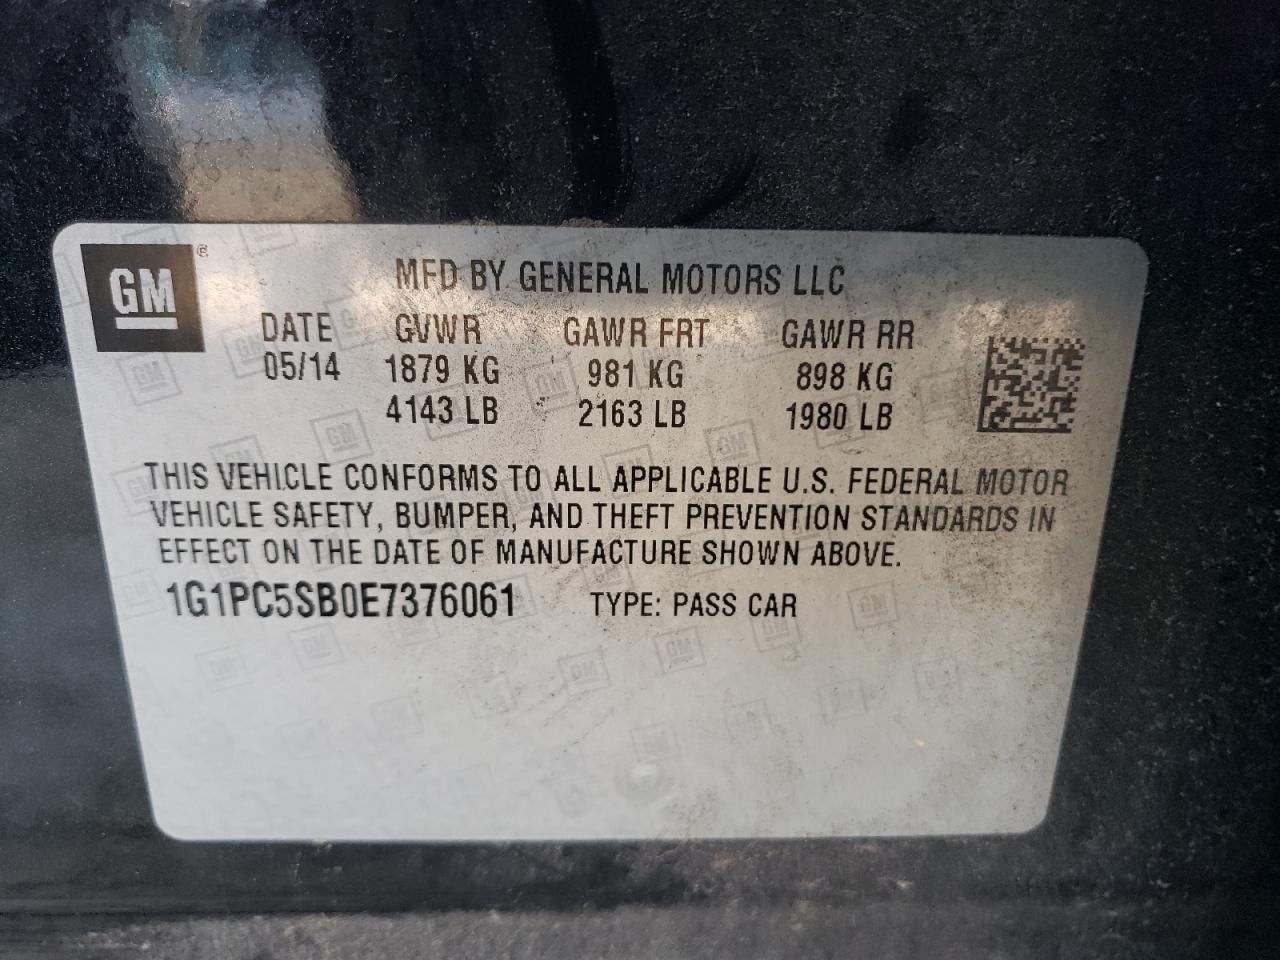 GM ®
MFD BY GENERAL MOTORS LLC
DATE GVWR GAWR FRT GAWR RR
05/14 1879 KG 981 KG 898 KG
4143 LB 2163 LB 1980 LB
THIS VEHICLE CONFORMS TO ALL APPLICABLE U.S. FEDERAL MOTOR
VEHICLE SAFETY, BUMPER, AND THEFT PREVENTION STANDARDS IN
EFFECT ON THE DATE OF MANUFACTURE SHOWN ABOVE.
1G1PC5SB0E7376061 TYPE: PASS CAR